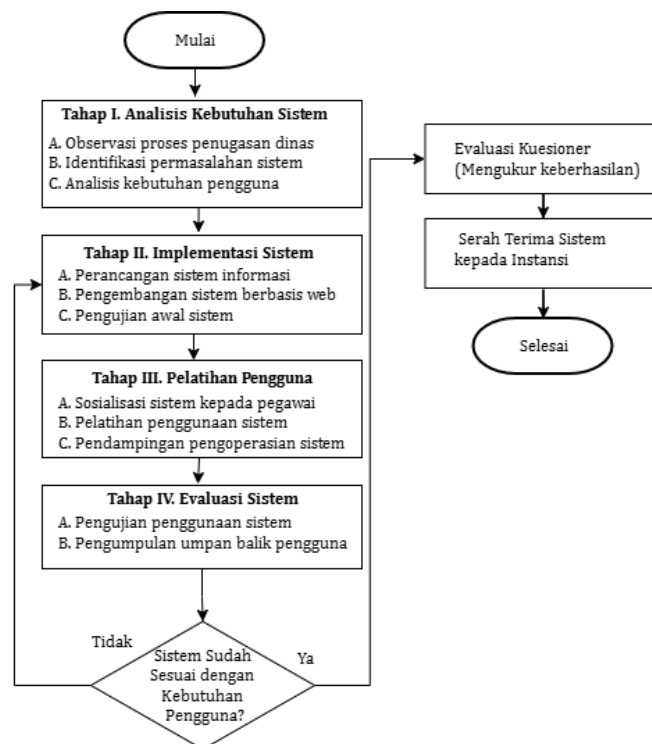 Mulai
Tahap I. Analisis Kebutuhan Sistem
A. Observasi proses penugasan dinas
B. Identifikasi permasalahan sistem
C. Analisis kebutuhan pengguna
Tahap II. Implementasi Sistem
A. Perancangan sistem informasi
B. Pengembangan sistem berbasis web
C. Pengujian awal sistem
Tahap III. Pelatihan Pengguna
A. Sosialisasi sistem kepada pegawai
B. Pelatihan penggunaan sistem
C. Pendampingan pengoperasian sistem
Tahap IV. Evaluasi Sistem
A. Pengujian penggunaan sistem
B. Pengumpulan umpan balik pengguna
Tidak
Sistem Sudah
Sesuai dengan
Kebutuhan
Pengguna?
Ya
Evaluasi Kuesioner
(Mengukur keberhasilan)
Serah Terima Sistem
kepada Instansi
Selesai